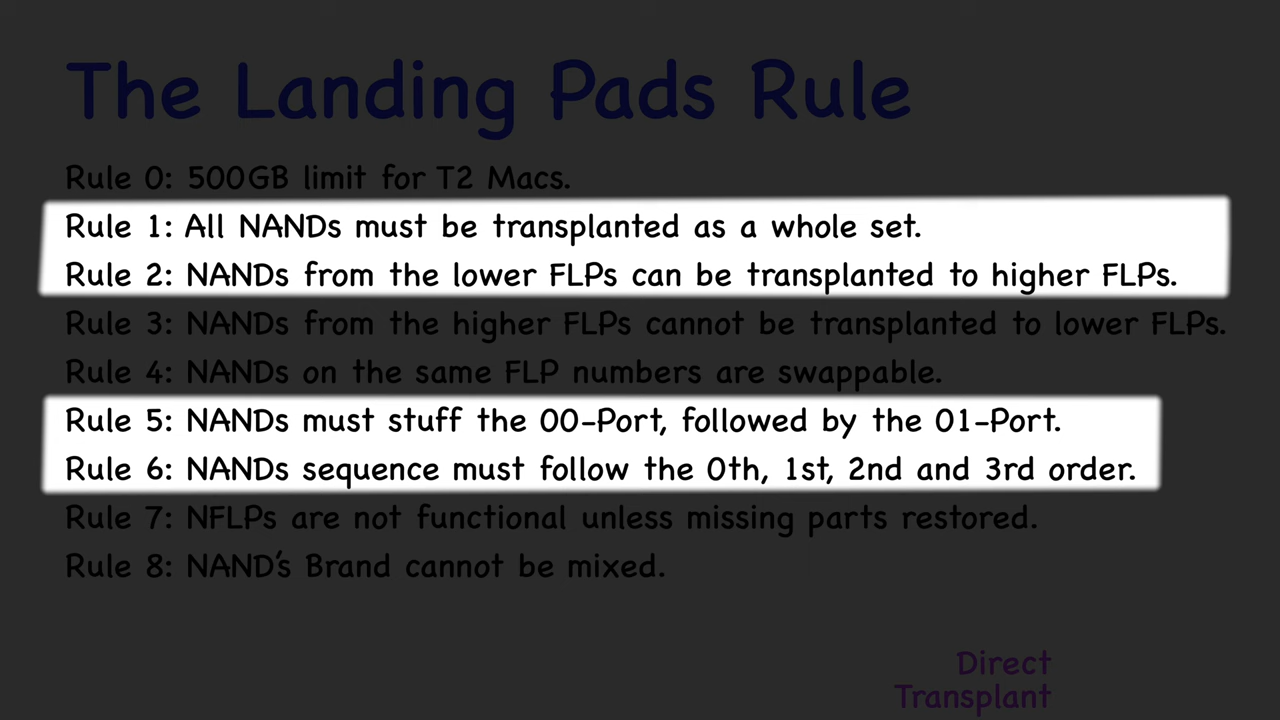 The Landing Pads Rule
Rule 0: 500GB limit for T2 Macs.
Rule 1: All NANDs must be transplanted as a whole set.
Rule 2: NANDs from the lower FLPs can be transplanted to higher FLPs.
Rule 3: NANDs from the higher FLPs cannot be transplanted to lower FLPs.
Rule 4: NANDs on the same FLP numbers are swappable.
Rule 5: NANDs must stuff the 00-Port, followed by the 01-Port.
Rule 6: NANDs sequence must follow the 0th, 1st, 2nd and 3rd order.
Rule 7: NFLPs are not functional unless missing parts restored.
Rule 8: NAND's Brand cannot be mixed.
Direct
Transplant